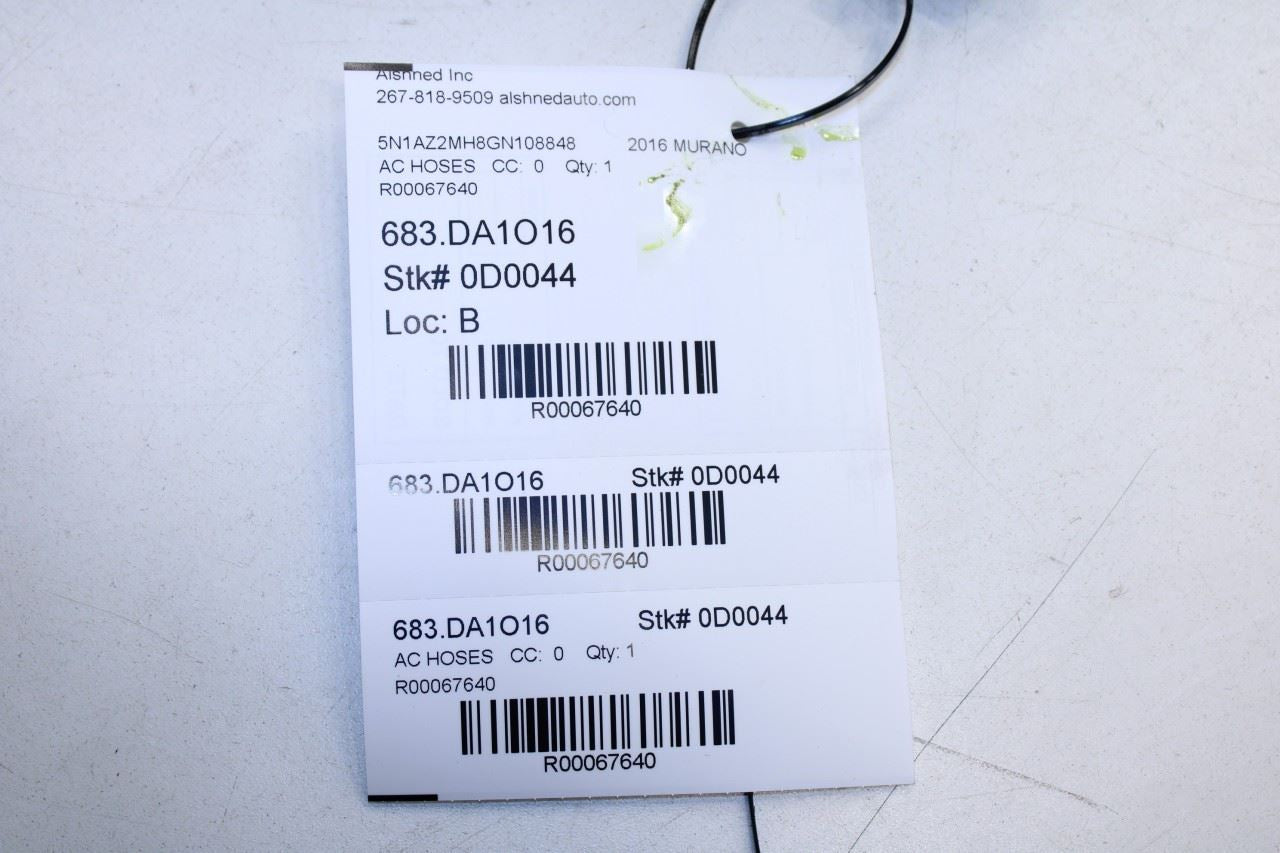 Alshned Inc
267-818-9509 alshnedauto.com
5N1AZ2MH8GN108848 2016 MURANO
AC HOSES CC: 0 Qty: 1
R00067640
683.DA1O16
Stk# 0D0044
Loc: B
R00067640
683.DA1O16 Stk# 0D0044
R00067640
683.DA1O16 Stk# 0D0044
AC HOSES CC: 0 Qty: 1
R00067640
R00067640